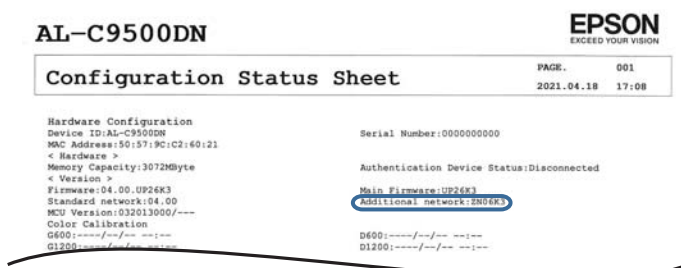 AL-C9500DN
EPSON
EXCEED YOUR VISION
Configuration Status Sheet
PAGE. 001
2021.04.18 17:08
Hardware Configuration
Device ID:AL-C9500DN
Serial Number:0000000000
MAC Address:50:57:9C:C2:60:21
< Hardware >
Memory Capacity:3072MByte
Authentication Device Status:Disconnected
< Version >
Firmware:04.00.UP26K3
Main Firmware:UP26K3
Standard network:04.00
Additional network:ZN06K3
MCU Version:032013000/---
Color Calibration
G600:----/--/-- --:--
D600:----/--/-- --:--
G1200:----/--/-- --:--
D1200:----/--/-- --:--